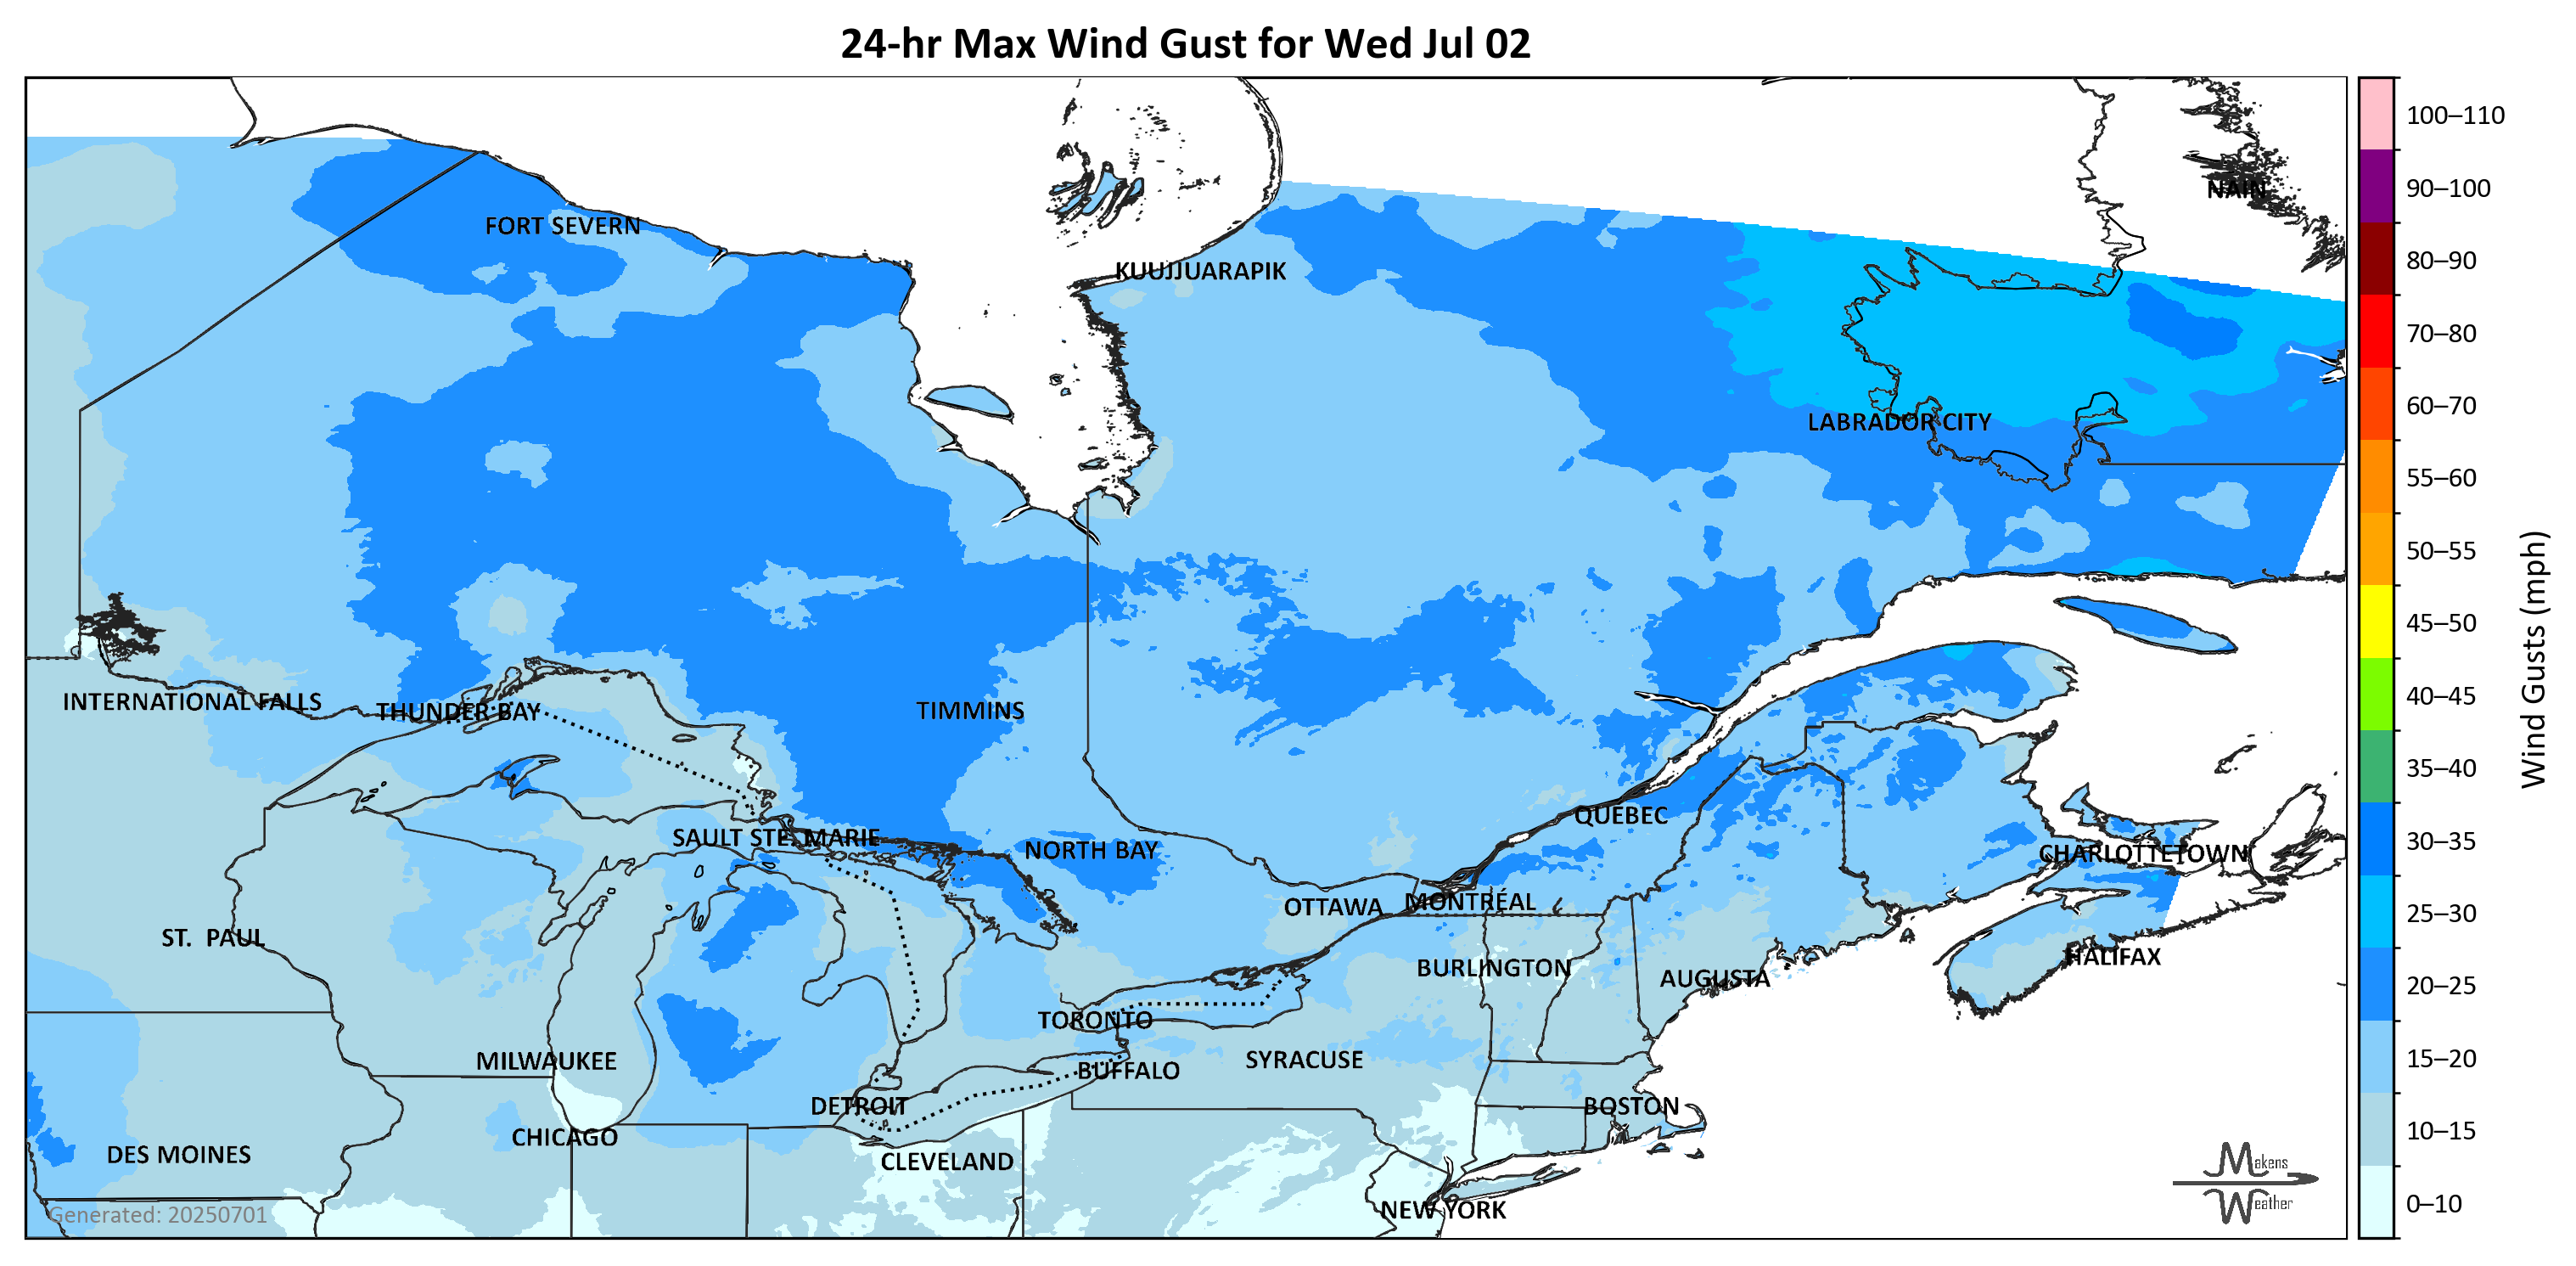 24-hr Max Wind Gust for Wed Jul 02
NAIN
FORT SEVERN
KUUJJUARAPIK
LABRADOR CITY
INTERNATIONAL FALLS
THUNDER BAY
TIMMINS
QUEBEC
SAULT STE. MARIE
NORTH BAY
CHARLOTTETOWN
OTTAWA
MONTRÉAL
ST. PAUL
HALIFAX
BURLINGTON
AUGUSTA
TORONTO
MILWAUKEE
SYRACUSE
BUFFALO
DETROIT
BOSTON
CHICAGO
DES MOINES
CLEVELAND
NEW YORK
Generated: 20250701
Makens
Weather
100–110
90–100
80–90
70–80
60–70
55–60
50–55
45–50
40–45
35–40
30–35
25–30
20–25
15–20
10–15
0–10
Wind Gusts (mph)